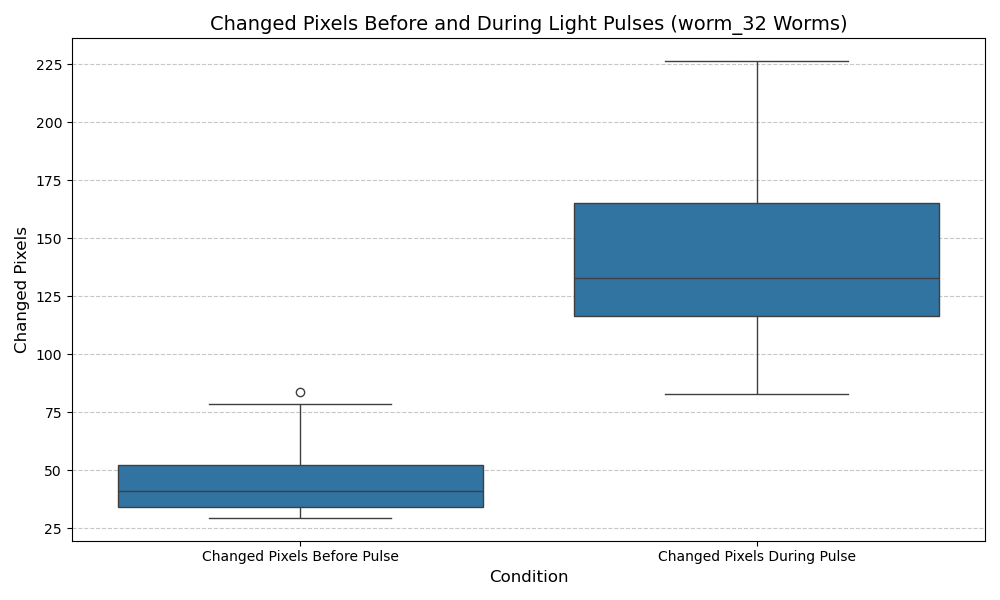 Changed Pixels Before and During Light Pulses (worm_32 Worms)
Changed Pixels
225
200
175
150
125
100
75
50
25
Changed Pixels Before Pulse
Changed Pixels During Pulse
Condition